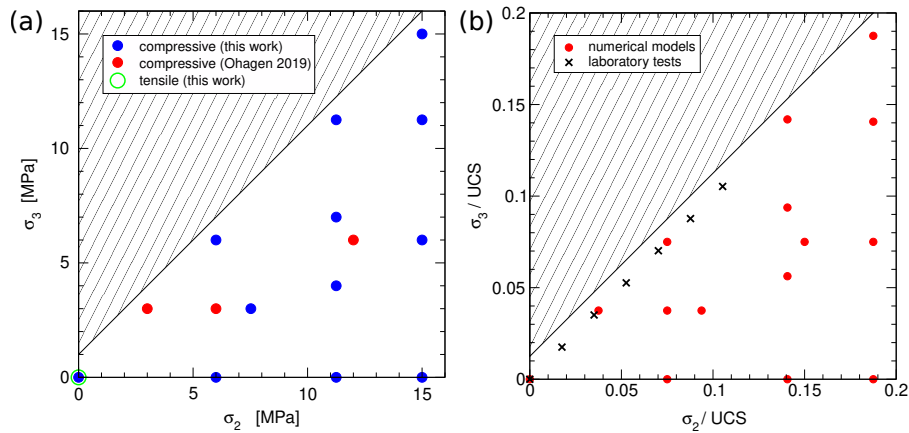 (a)
compressive (this work)
compressive (Ohagen 2019)
tensile (this work)
15
10
5
0
σ3 [MPa]
0 5 10 15
σ2 [MPa]
(b)
numerical models
laboratory tests
0.2
0.15
0.1
0.05
0
σ3 / UCS
0 0.05 0.1 0.15 0.2
σ2 / UCS